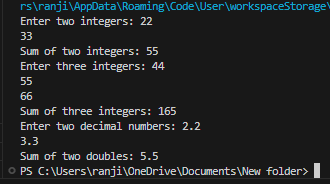 rs\ranji\AppData\Roaming\Code\User\workspaceStorage\
Enter two integers: 22
33
Sum of two integers: 55
Enter three integers: 44
55
66
Sum of three integers: 165
Enter two decimal numbers: 2.2
3.3
Sum of two doubles: 5.5
PS C:\Users\ranji\OneDrive\Documents\New folder>